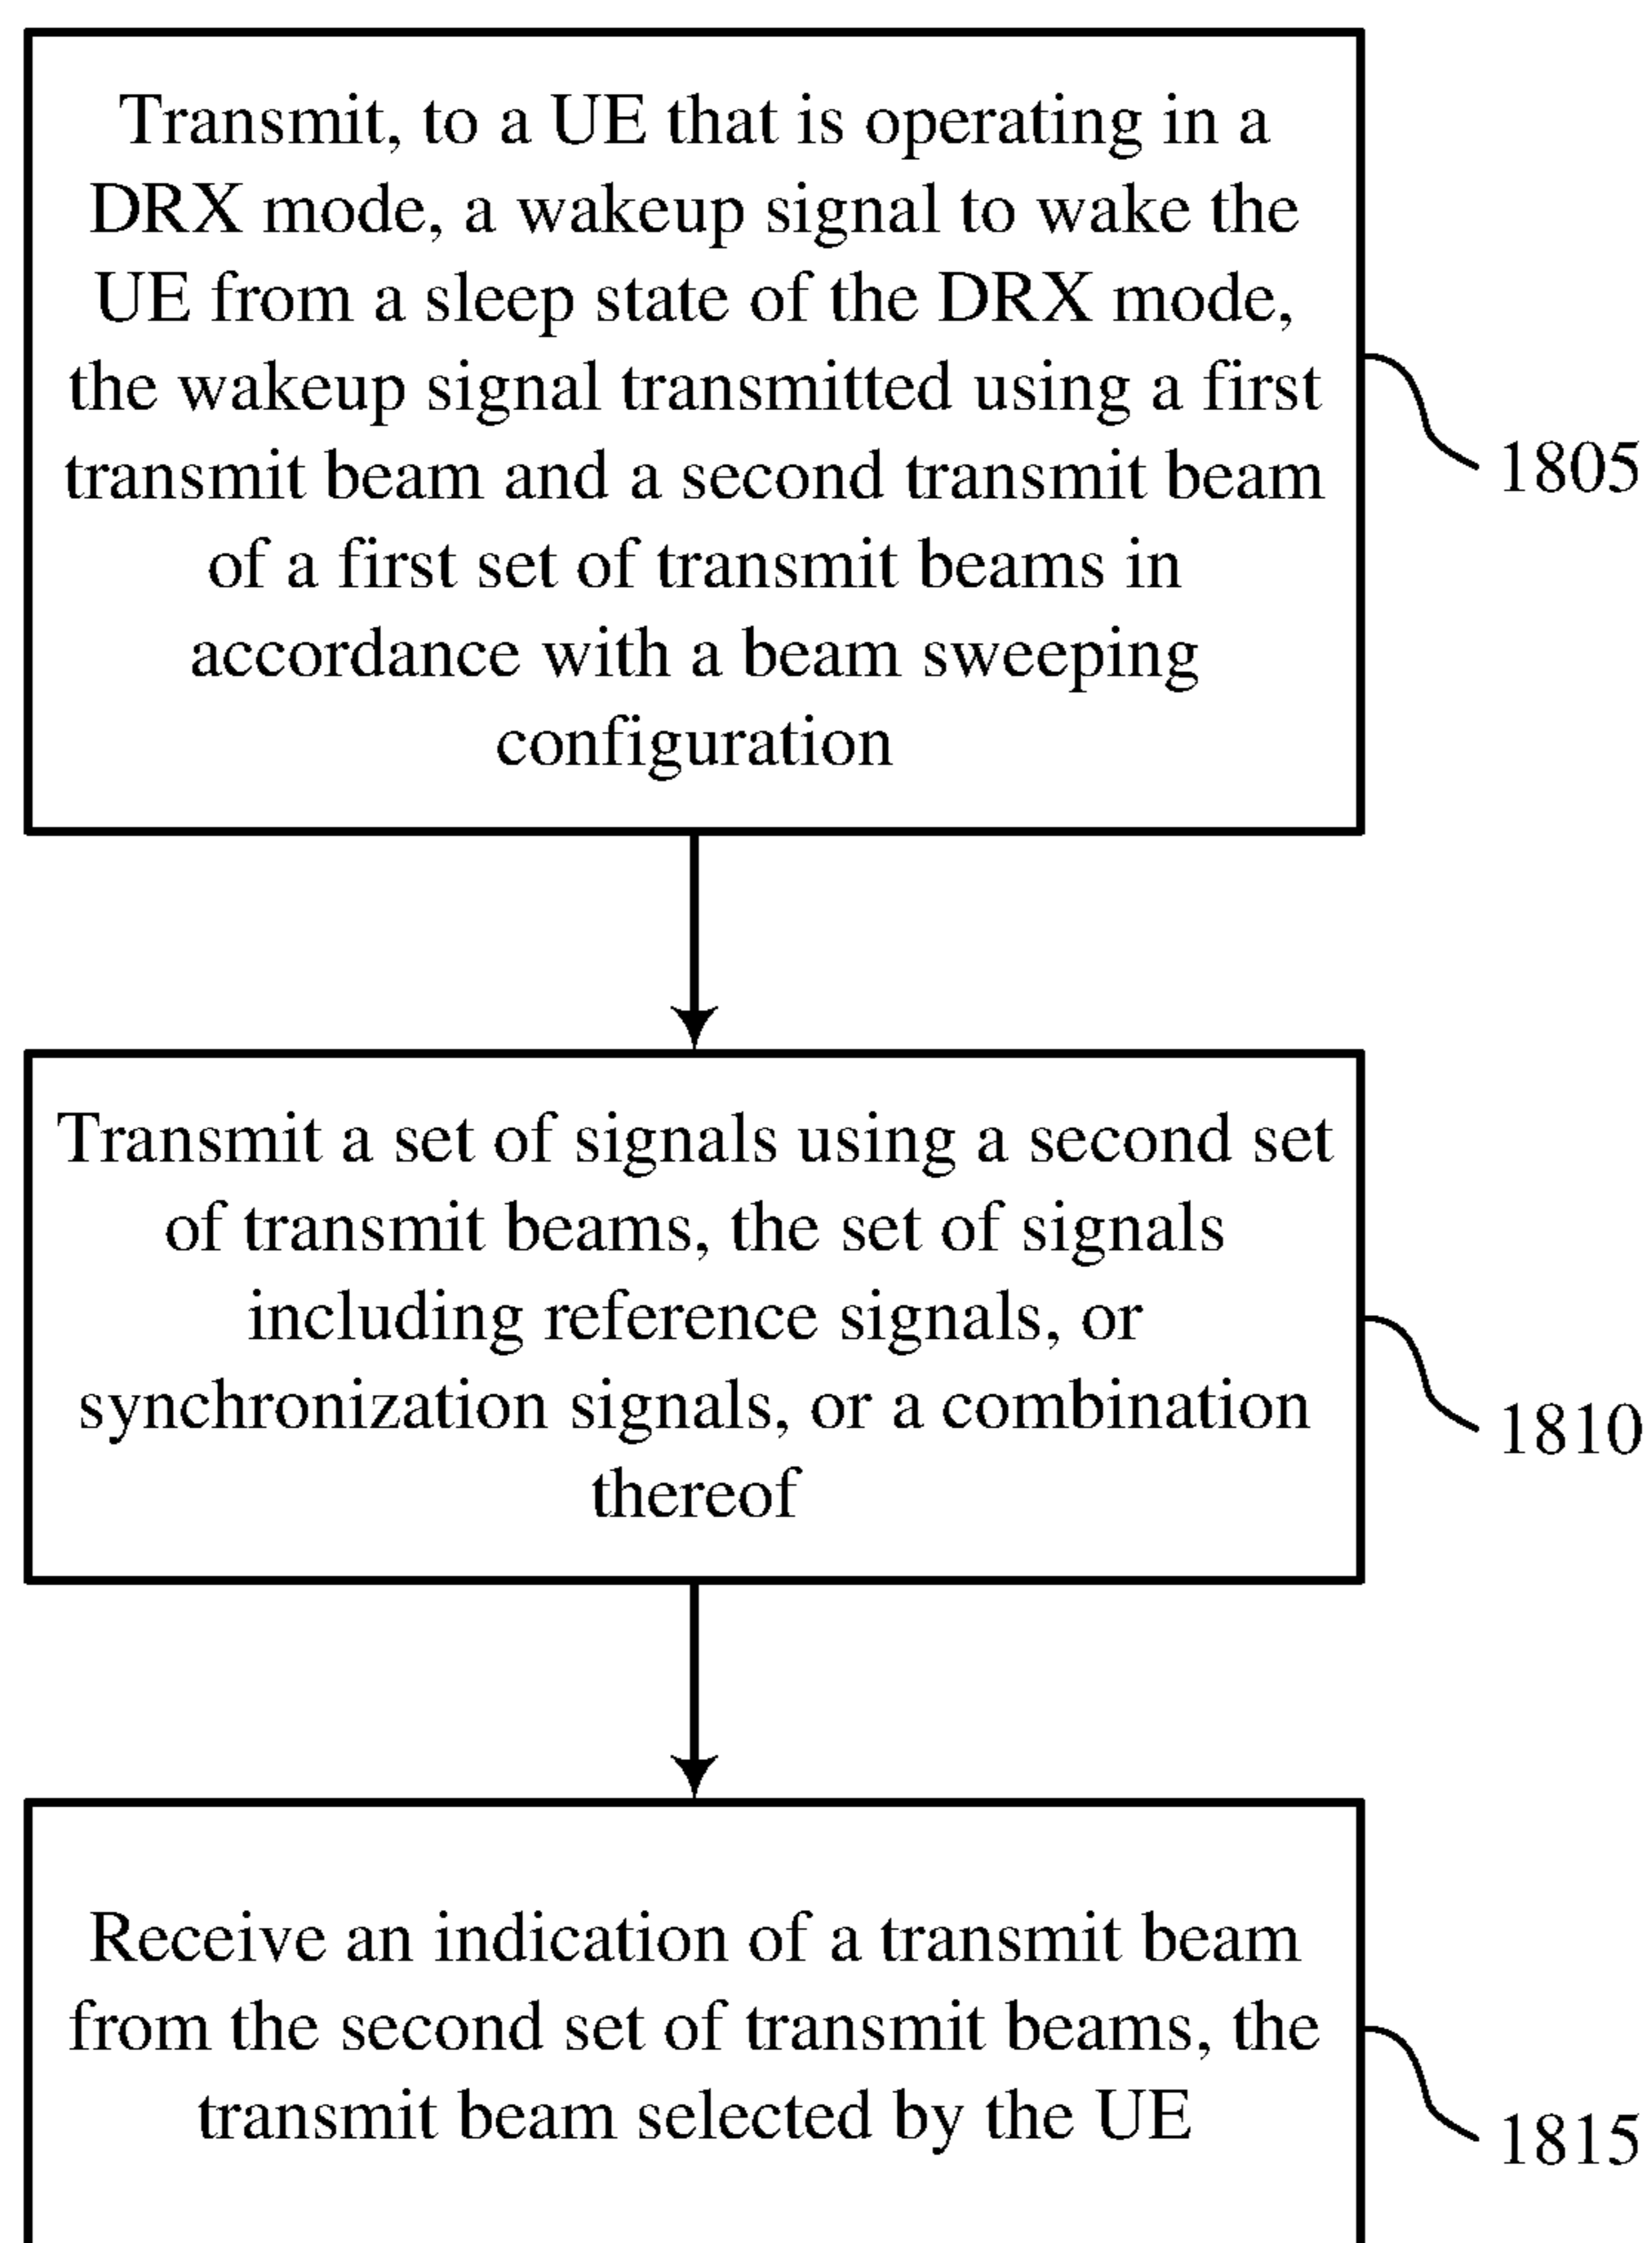 Transmit, to a UE that is operating in a
DRX mode, a wakeup signal to wake the
UE from a sleep state of the DRX mode,
the wakeup signal transmitted using a first
transmit beam and a second transmit beam
of a first set of transmit beams in
accordance with a beam sweeping
configuration
1805
Transmit a set of signals using a second set
of transmit beams, the set of signals
including reference signals, or
synchronization signals, or a combination
thereof
1810
Receive an indication of a transmit beam
from the second set of transmit beams, the
transmit beam selected by the UE
1815